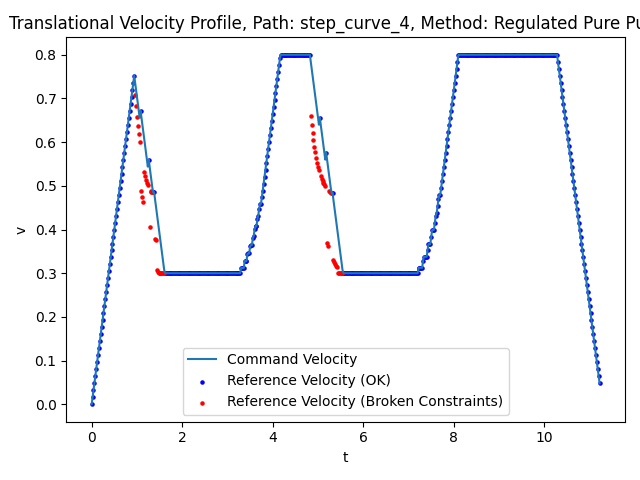 Translational Velocity Profile, Path: step_curve_4, Method: Regulated Pure
0.8
0.7
0.6
0.5
0.4
0.3
0.2
0.1
0.0
v
Command Velocity
Reference Velocity (OK)
Reference Velocity (Broken Constraints)
0 2 4 6 8 10
t